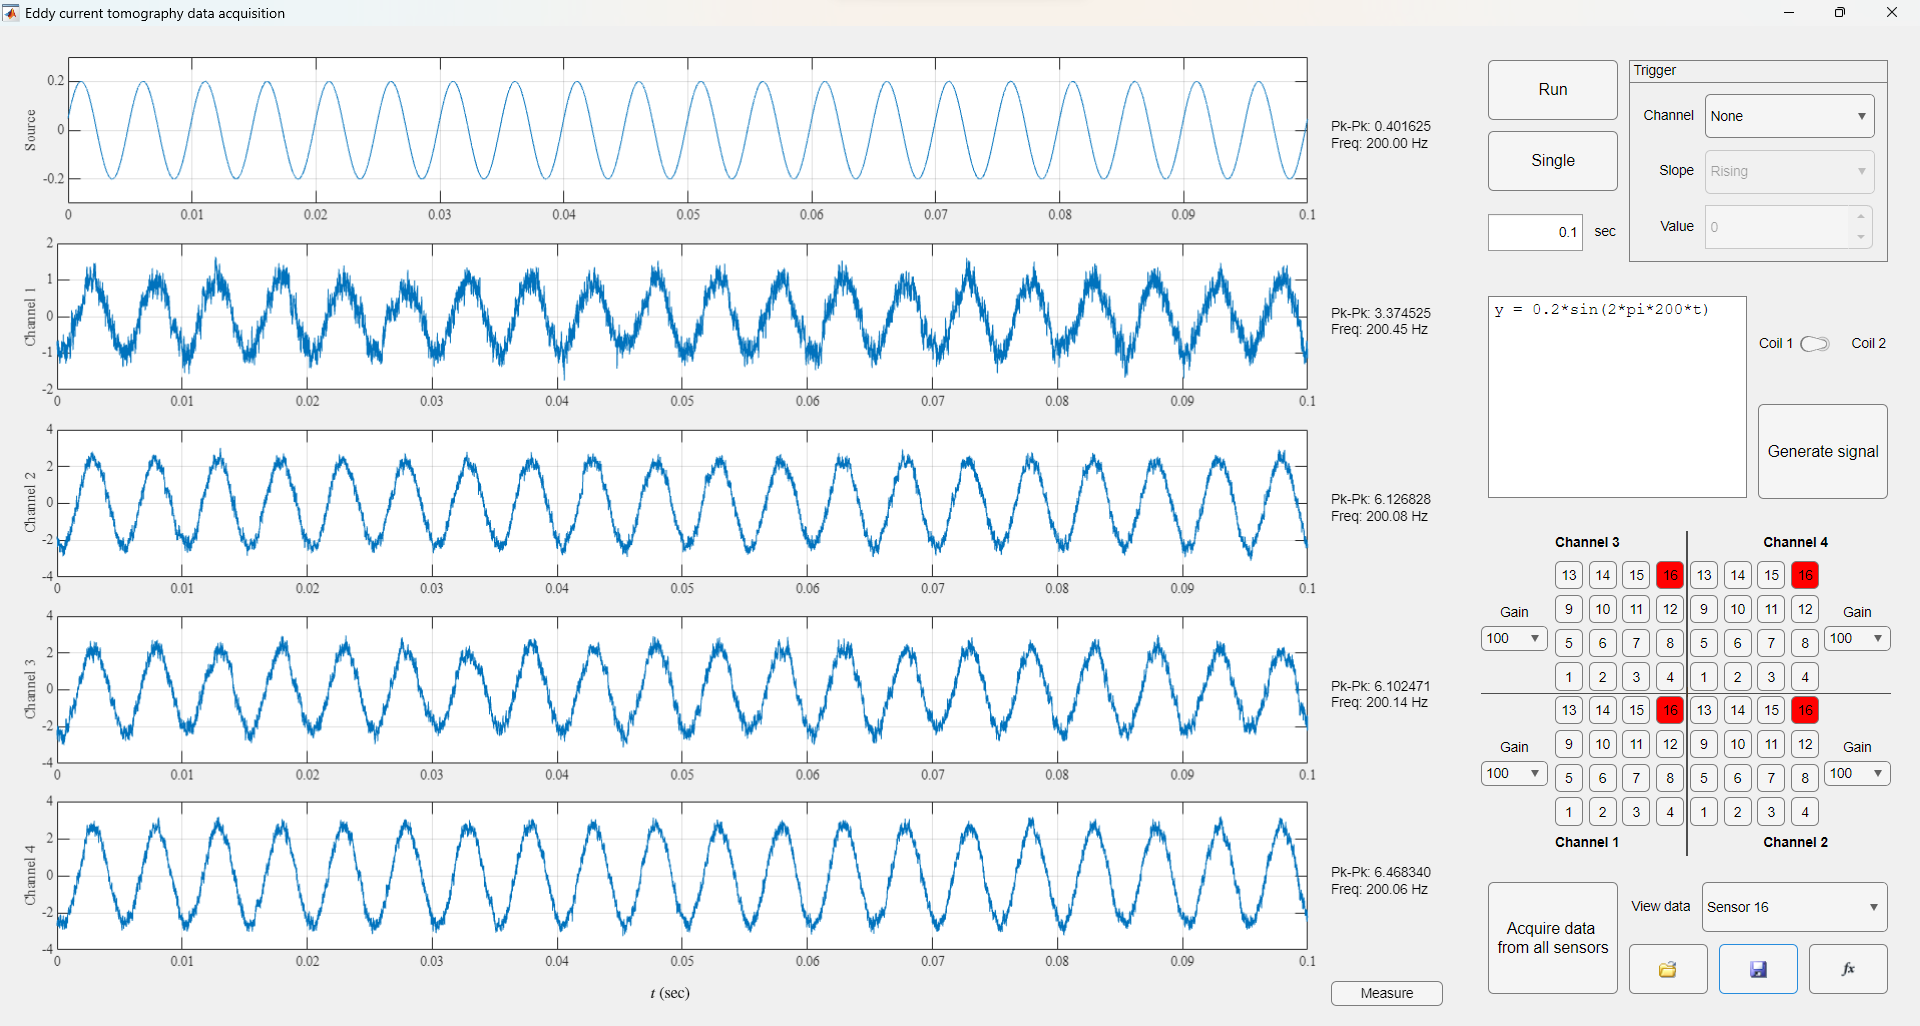 Eddy current tomography data acquisition
Source
0.2
0
-0.2
0 0.01 0.02 0.03 0.04 0.05 0.06 0.07 0.08 0.09 0.1
Pk-Pk: 0.401625
Freq: 200.00 Hz
Channel 1
2
1
0
-1
-2
0 0.01 0.02 0.03 0.04 0.05 0.06 0.07 0.08 0.09 0.1
Pk-Pk: 3.374525
Freq: 200.45 Hz
Channel 2
4
2
0
-2
-4
0 0.01 0.02 0.03 0.04 0.05 0.06 0.07 0.08 0.09 0.1
Pk-Pk: 6.126828
Freq: 200.08 Hz
Channel 3
4
2
0
-2
-4
0 0.01 0.02 0.03 0.04 0.05 0.06 0.07 0.08 0.09 0.1
Pk-Pk: 6.102471
Freq: 200.14 Hz
Channel 4
4
2
0
-2
-4
0 0.01 0.02 0.03 0.04 0.05 0.06 0.07 0.08 0.09 0.1
Pk-Pk: 6.468340
Freq: 200.06 Hz
t (sec)
Measure
Run
Single
0.1 sec
Trigger
Channel None
Slope Rising
Value 0
y = 0.2*sin(2*pi*200*t)
Coil 1 Coil 2
Generate signal
Channel 3 Channel 4
13 14 15 16 13 14 15 16
9 10 11 12 9 10 11 12
Gain Gain
100 5 6 7 8 5 6 7 8 100
1 2 3 4 1 2 3 4
13 14 15 16 13 14 15 16
9 10 11 12 9 10 11 12
Gain Gain
100 5 6 7 8 5 6 7 8 100
1 2 3 4 1 2 3 4
Channel 1 Channel 2
Acquire data
from all sensors
View data Sensor 16
fx